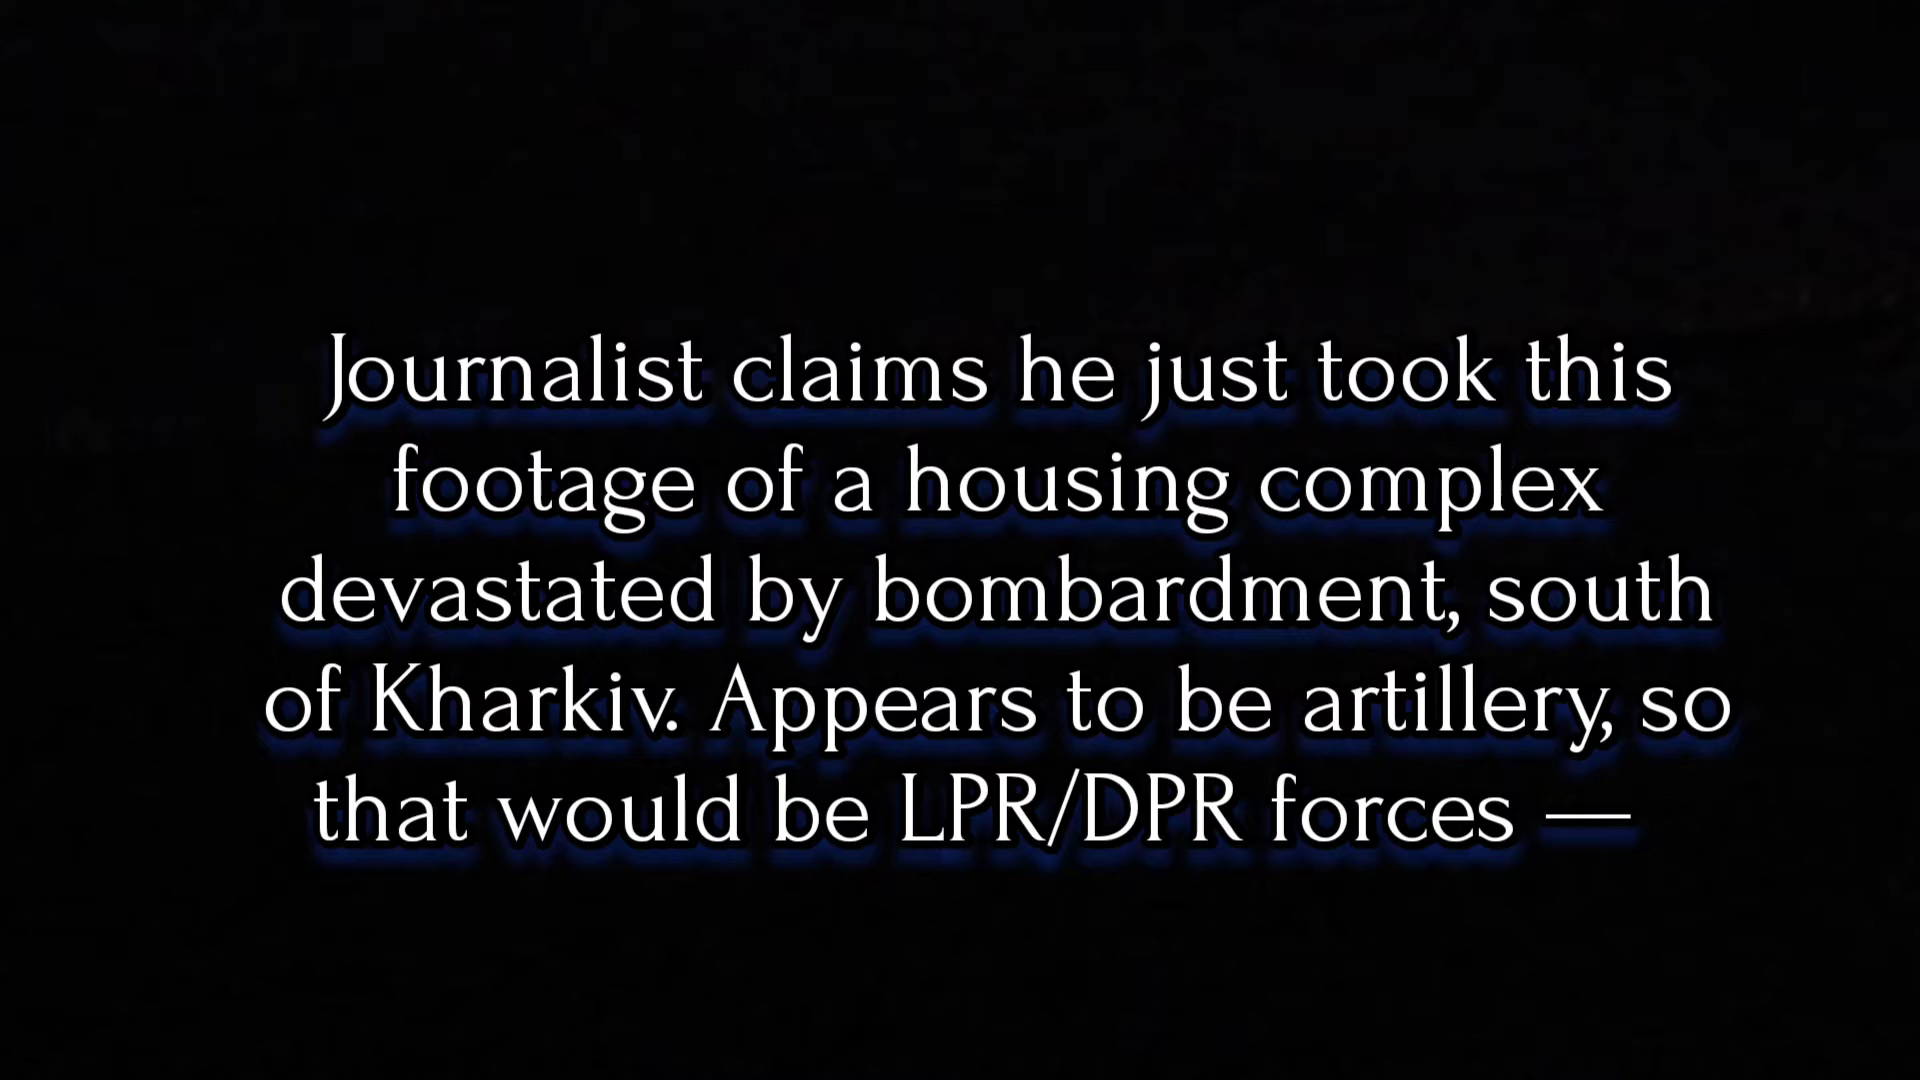 Journalist claims he just took this
footage of a housing complex
devastated by bombardment, south
of Kharkiv. Appears to be artillery, so
that would be LPR/DPR forces —